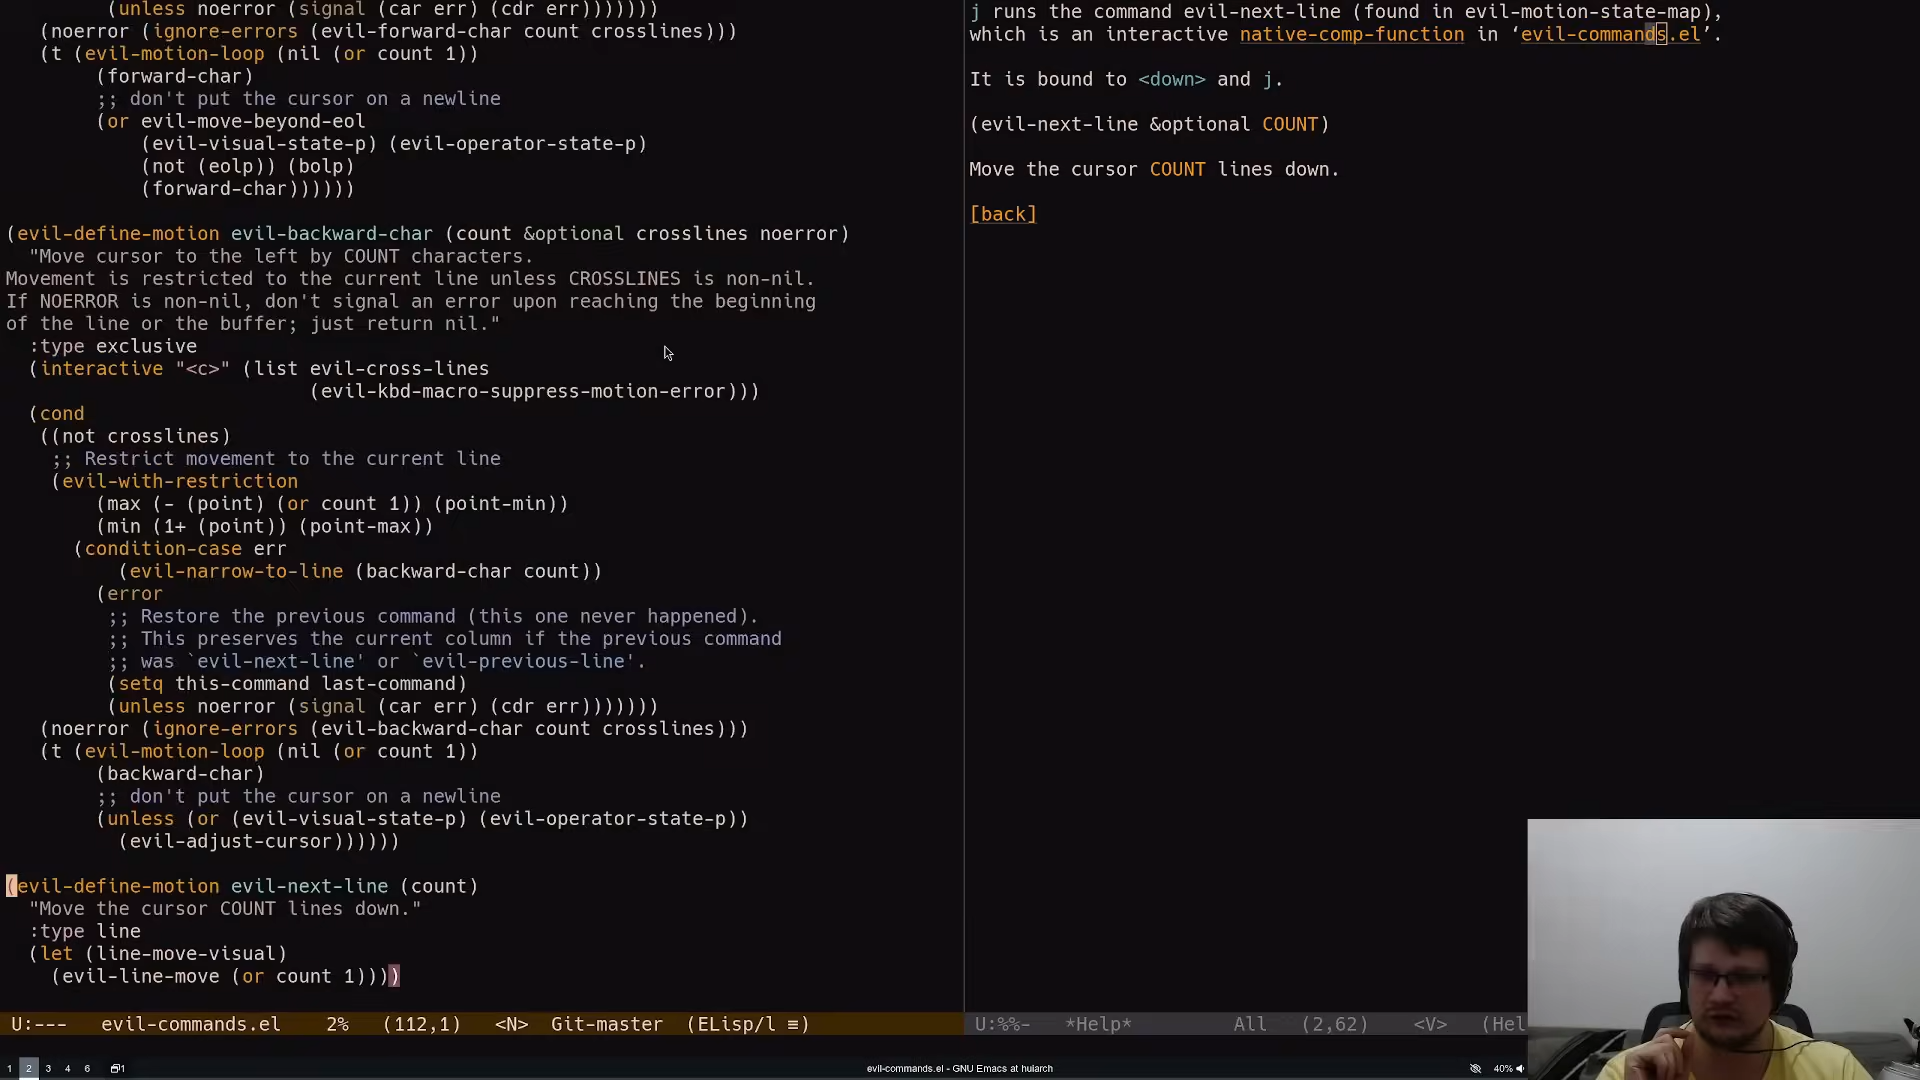 (unless noerror (signal (car err) (cdr err)))))))
(noerror (ignore-errors (evil-forward-char count crosslines)))
(t (evil-motion-loop (nil (or count 1))
(forward-char)
;; don't put the cursor on a newline
(or evil-move-beyond-eol
(evil-visual-state-p) (evil-operator-state-p)
(not (eolp)) (bolp)
(forward-char))))))
(evil-define-motion evil-backward-char (count &optional crosslines noerror)
"Move cursor to the left by COUNT characters.
Movement is restricted to the current line unless CROSSLINES is non-nil.
If NOERROR is non-nil, don't signal an error upon reaching the beginning
of the line or the buffer; just return nil."
:type exclusive
(interactive "<c>" (list evil-cross-lines
(evil-kbd-macro-suppress-motion-error)))
(cond
((not crosslines)
;; Restrict movement to the current line
(evil-with-restriction
(max (- (point) (or count 1)) (point-min))
(min (1+ (point)) (point-max))
(condition-case err
(evil-narrow-to-line (backward-char count))
(error
;; Restore the previous command (this one never happened).
;; This preserves the current column if the previous command
;; was `evil-next-line' or `evil-previous-line'.
(setq this-command last-command)
(unless noerror (signal (car err) (cdr err)))))))
(noerror (ignore-errors (evil-backward-char count crosslines)))
(t (evil-motion-loop (nil (or count 1))
(backward-char)
;; don't put the cursor on a newline
(unless (or (evil-visual-state-p) (evil-operator-state-p))
(evil-adjust-cursor))))))
(evil-define-motion evil-next-line (count)
"Move the cursor COUNT lines down."
:type line
(let (line-move-visual)
(evil-line-move (or count 1))))
U:--- evil-commands.el 2% (112,1) <N> Git-master (ELisp/l ≡)
j runs the command evil-next-line (found in evil-motion-state-map),
which is an interactive native-comp-function in ‘evil-commands.el’.
It is bound to <down> and j.
(evil-next-line &optional COUNT)
Move the cursor COUNT lines down.
[back]
U:%%- *Help* All (2,62) <V> (Hel
1 2 3 4 6 1
evil-commands.el - GNU Emacs at huiarch
40%